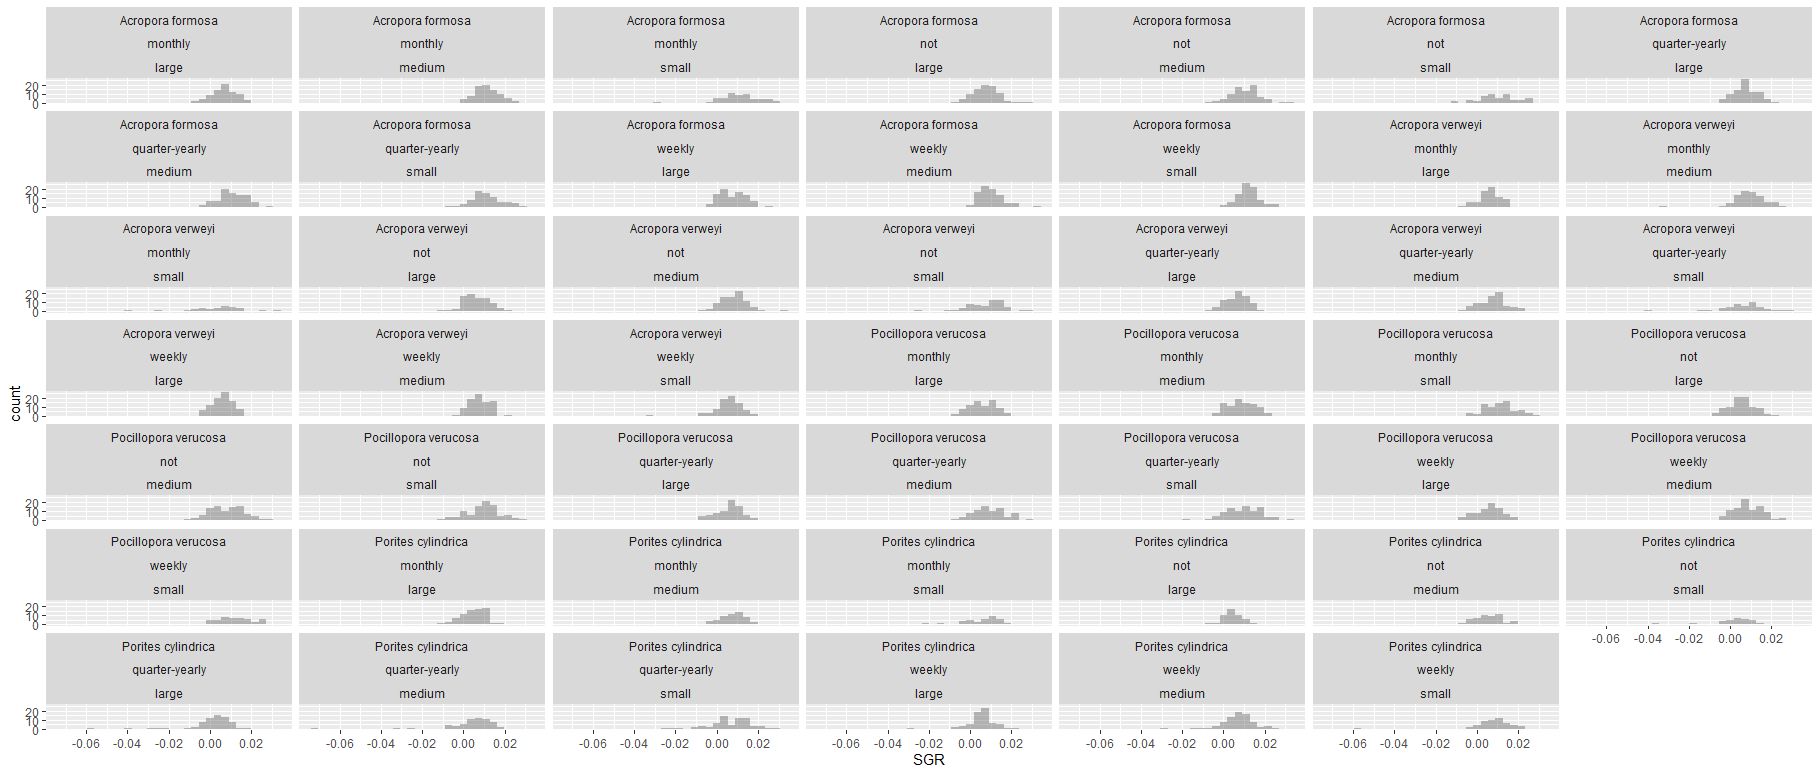 Acropora formosa Acropora formosa Acropora formosa Acropora formosa Acropora formosa Acropora formosa Acropora formosa
monthly monthly monthly not not not quarter-yearly
large medium small large medium small large
20
10
0
Acropora formosa Acropora formosa Acropora formosa Acropora formosa Acropora formosa Acropora verweyi Acropora verweyi
quarter-yearly quarter-yearly weekly weekly weekly monthly monthly
medium small large medium small large medium
20
10
0
Acropora verweyi Acropora verweyi Acropora verweyi Acropora verweyi Acropora verweyi Acropora verweyi Acropora verweyi
monthly not not not quarter-yearly quarter-yearly quarter-yearly
small large medium small large medium small
20
10
0
Acropora verweyi Acropora verweyi Acropora verweyi Pocillopora verucosa Pocillopora verucosa Pocillopora verucosa Pocillopora verucosa
weekly weekly weekly monthly monthly monthly not
large medium small large medium small large
count
20
10
0
Pocillopora verucosa Pocillopora verucosa Pocillopora verucosa Pocillopora verucosa Pocillopora verucosa Pocillopora verucosa Pocillopora verucosa
not not quarter-yearly quarter-yearly quarter-yearly weekly weekly
medium small large medium small large medium
20
10
0
Pocillopora verucosa Porites cylindrica Porites cylindrica Porites cylindrica Porites cylindrica Porites cylindrica Porites cylindrica
weekly monthly monthly monthly not not not
small large medium small large medium small
20
10
0
-0.06 -0.04 -0.02 0.00 0.02
Porites cylindrica Porites cylindrica Porites cylindrica Porites cylindrica Porites cylindrica Porites cylindrica
quarter-yearly quarter-yearly quarter-yearly weekly weekly weekly
large medium small large medium small
20
10
0
-0.06 -0.04 -0.02 0.00 0.02 -0.06 -0.04 -0.02 0.00 0.02 -0.06 -0.04 -0.02 0.00 0.02 -0.06 -0.04 -0.02 0.00 0.02 -0.06 -0.04 -0.02 0.00 0.02 -0.06 -0.04 -0.02 0.00 0.02
SGR